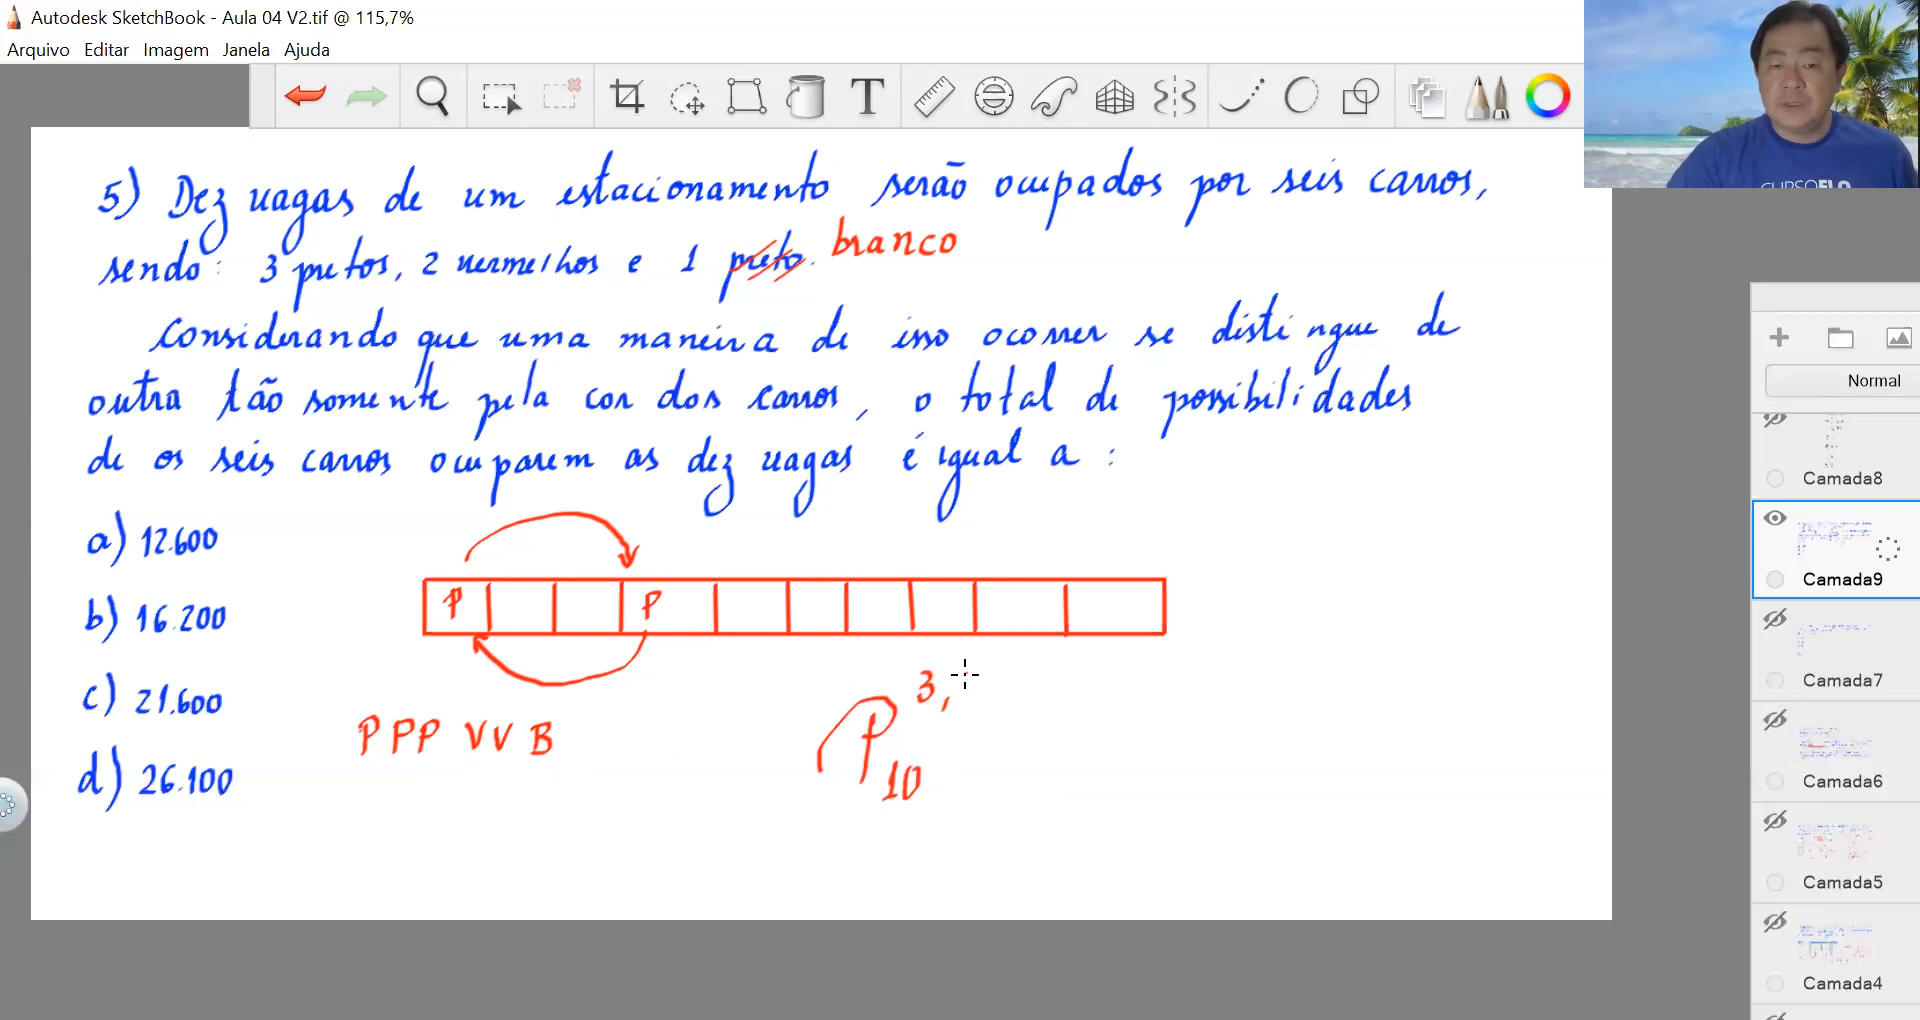 Autodesk SketchBook - Aula 04 V2.tif @ 115,7%
Arquivo Editar Imagem Janela Ajuda
T
CURSOFLO
5) Dez vagas de um estacionamento serão ocupados por seis carros,
sendo: 3 pretos, 2 vermelhos e 1 preto. branco
Considerando que uma maneira de isso ocorrer se distingue de
outra tão somente pela cor dos carros, o total de possibilidades
de os seis carros ocuparem as dez vagas é igual a:
a) 12.600
b) 16.200
c) 21.600
d) 26.100
P P
PPP VV B
P 10 3,
Normal
Camada8
Camada9
Camada7
Camada6
Camada5
Camada4